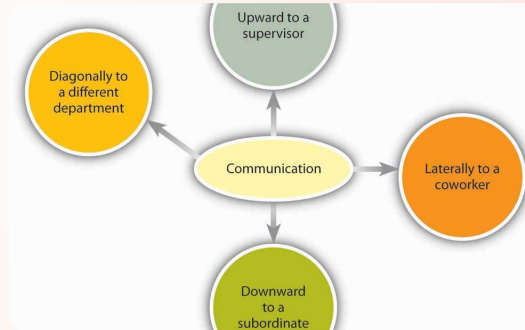 Upward to a
supervisor
Diagonally to
a different
department
Communication
Laterally to a
coworker
Downward
to a
subordinate